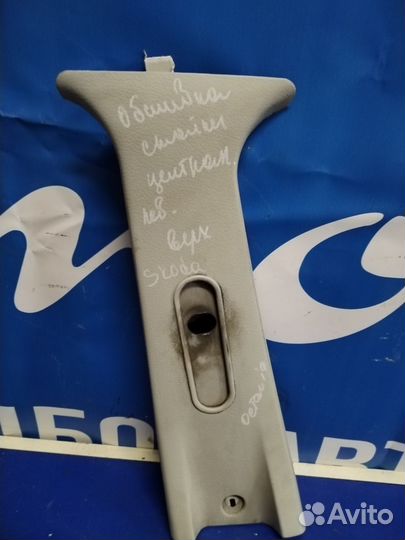 обшивка
стойки
централ.
лев.
верх
Skoda
octavia
Avito